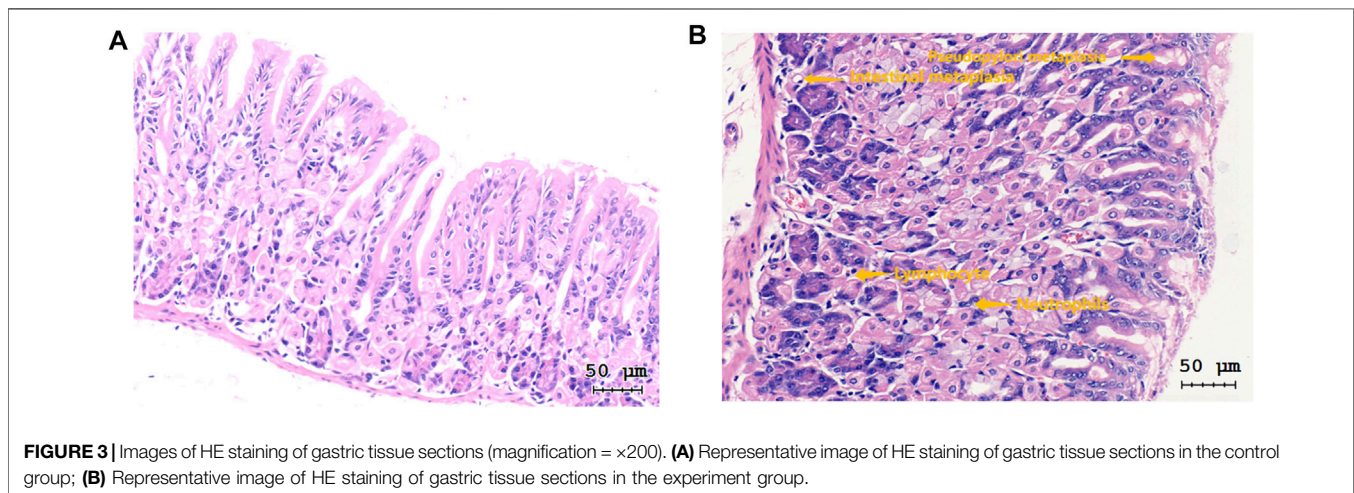 A
50 μm
B
Pseudopylon metaplasia
Intestinal metaplasia
Lymphocyte
Neutrophils
50 μm
FIGURE 3 | Images of HE staining of gastric tissue sections (magnification = ×200). (A) Representative image of HE staining of gastric tissue sections in the control
group; (B) Representative image of HE staining of gastric tissue sections in the experiment group.